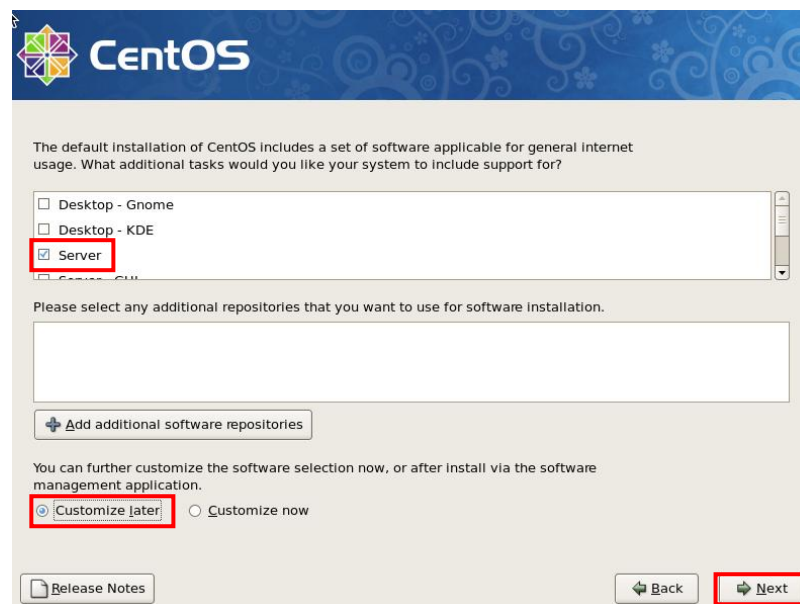 CentOS
The default installation of CentOS includes a set of software applicable for general internet
usage. What additional tasks would you like your system to include support for?
Desktop - Gnome
Desktop - KDE
Server
Server - GUI
Please select any additional repositories that you want to use for software installation.
Add additional software repositories
You can further customize the software selection now, or after install via the software
management application.
Customize later Customize now
Release Notes Back Next